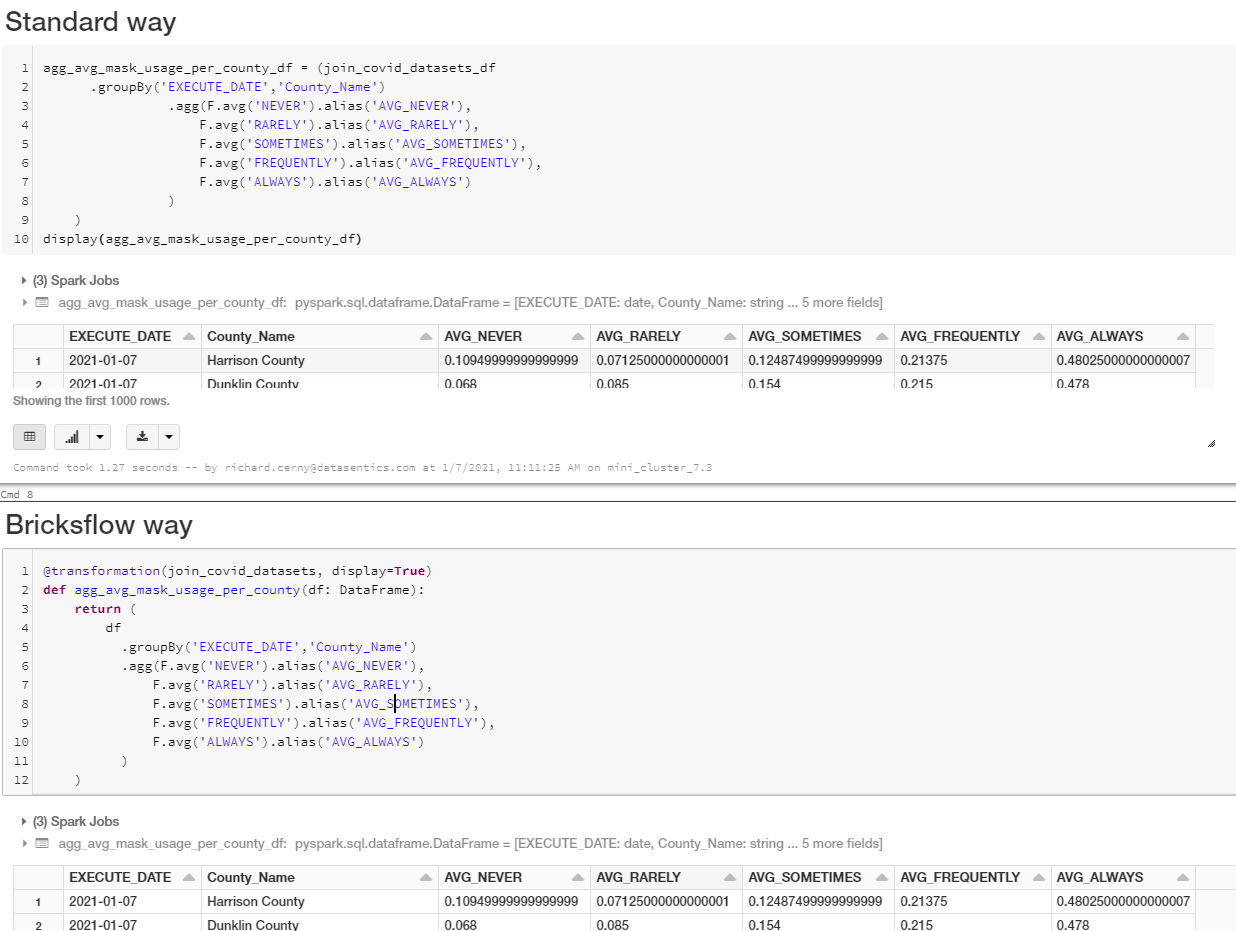 Standard way
1 agg_avg_mask_usage_per_county_df = (join_covid_datasets_df
2 .groupBy('EXECUTE_DATE','County_Name')
3 .agg(F.avg('NEVER').alias('AVG_NEVER'),
4 F.avg('RARELY').alias('AVG_RARELY'),
5 F.avg('SOMETIMES').alias('AVG_SOMETIMES'),
6 F.avg('FREQUENTLY').alias('AVG_FREQUENTLY'),
7 F.avg('ALWAYS').alias('AVG_ALWAYS')
8 )
9 )
10 display(agg_avg_mask_usage_per_county_df)
(3) Spark Jobs
agg_avg_mask_usage_per_county_df: pyspark.sql.dataframe.DataFrame = [EXECUTE_DATE: date, County_Name: string ... 5 more fields]
EXECUTE_DATE County_Name AVG_NEVER AVG_RARELY AVG_SOMETIMES AVG_FREQUENTLY AVG_ALWAYS
1 2021-01-07 Harrison County 0.10949999999999999 0.07125000000000001 0.12487499999999999 0.21375 0.48025000000000007
2 2021-01-07 Dunklin County 0.068 0.085 0.154 0.215 0.478
Showing the first 1000 rows.
Command took 1.27 seconds -- by richard.cerny@datasentics.com at 1/7/2021, 11:11:25 AM on mini_cluster_7.3
Cmd 8
Bricksflow way
1 @transformation(join_covid_datasets, display=True)
2 def agg_avg_mask_usage_per_county(df: DataFrame):
3 return (
4 df
5 .groupBy('EXECUTE_DATE','County_Name')
6 .agg(F.avg('NEVER').alias('AVG_NEVER'),
7 F.avg('RARELY').alias('AVG_RARELY'),
8 F.avg('SOMETIMES').alias('AVG_SOMETIMES'),
9 F.avg('FREQUENTLY').alias('AVG_FREQUENTLY'),
10 F.avg('ALWAYS').alias('AVG_ALWAYS')
11 )
12 )
(3) Spark Jobs
agg_avg_mask_usage_per_county_df: pyspark.sql.dataframe.DataFrame = [EXECUTE_DATE: date, County_Name: string ... 5 more fields]
EXECUTE_DATE County_Name AVG_NEVER AVG_RARELY AVG_SOMETIMES AVG_FREQUENTLY AVG_ALWAYS
1 2021-01-07 Harrison County 0.10949999999999999 0.07125000000000001 0.12487499999999999 0.21375 0.48025000000000007
2 2021-01-07 Dunklin County 0.068 0.085 0.154 0.215 0.478